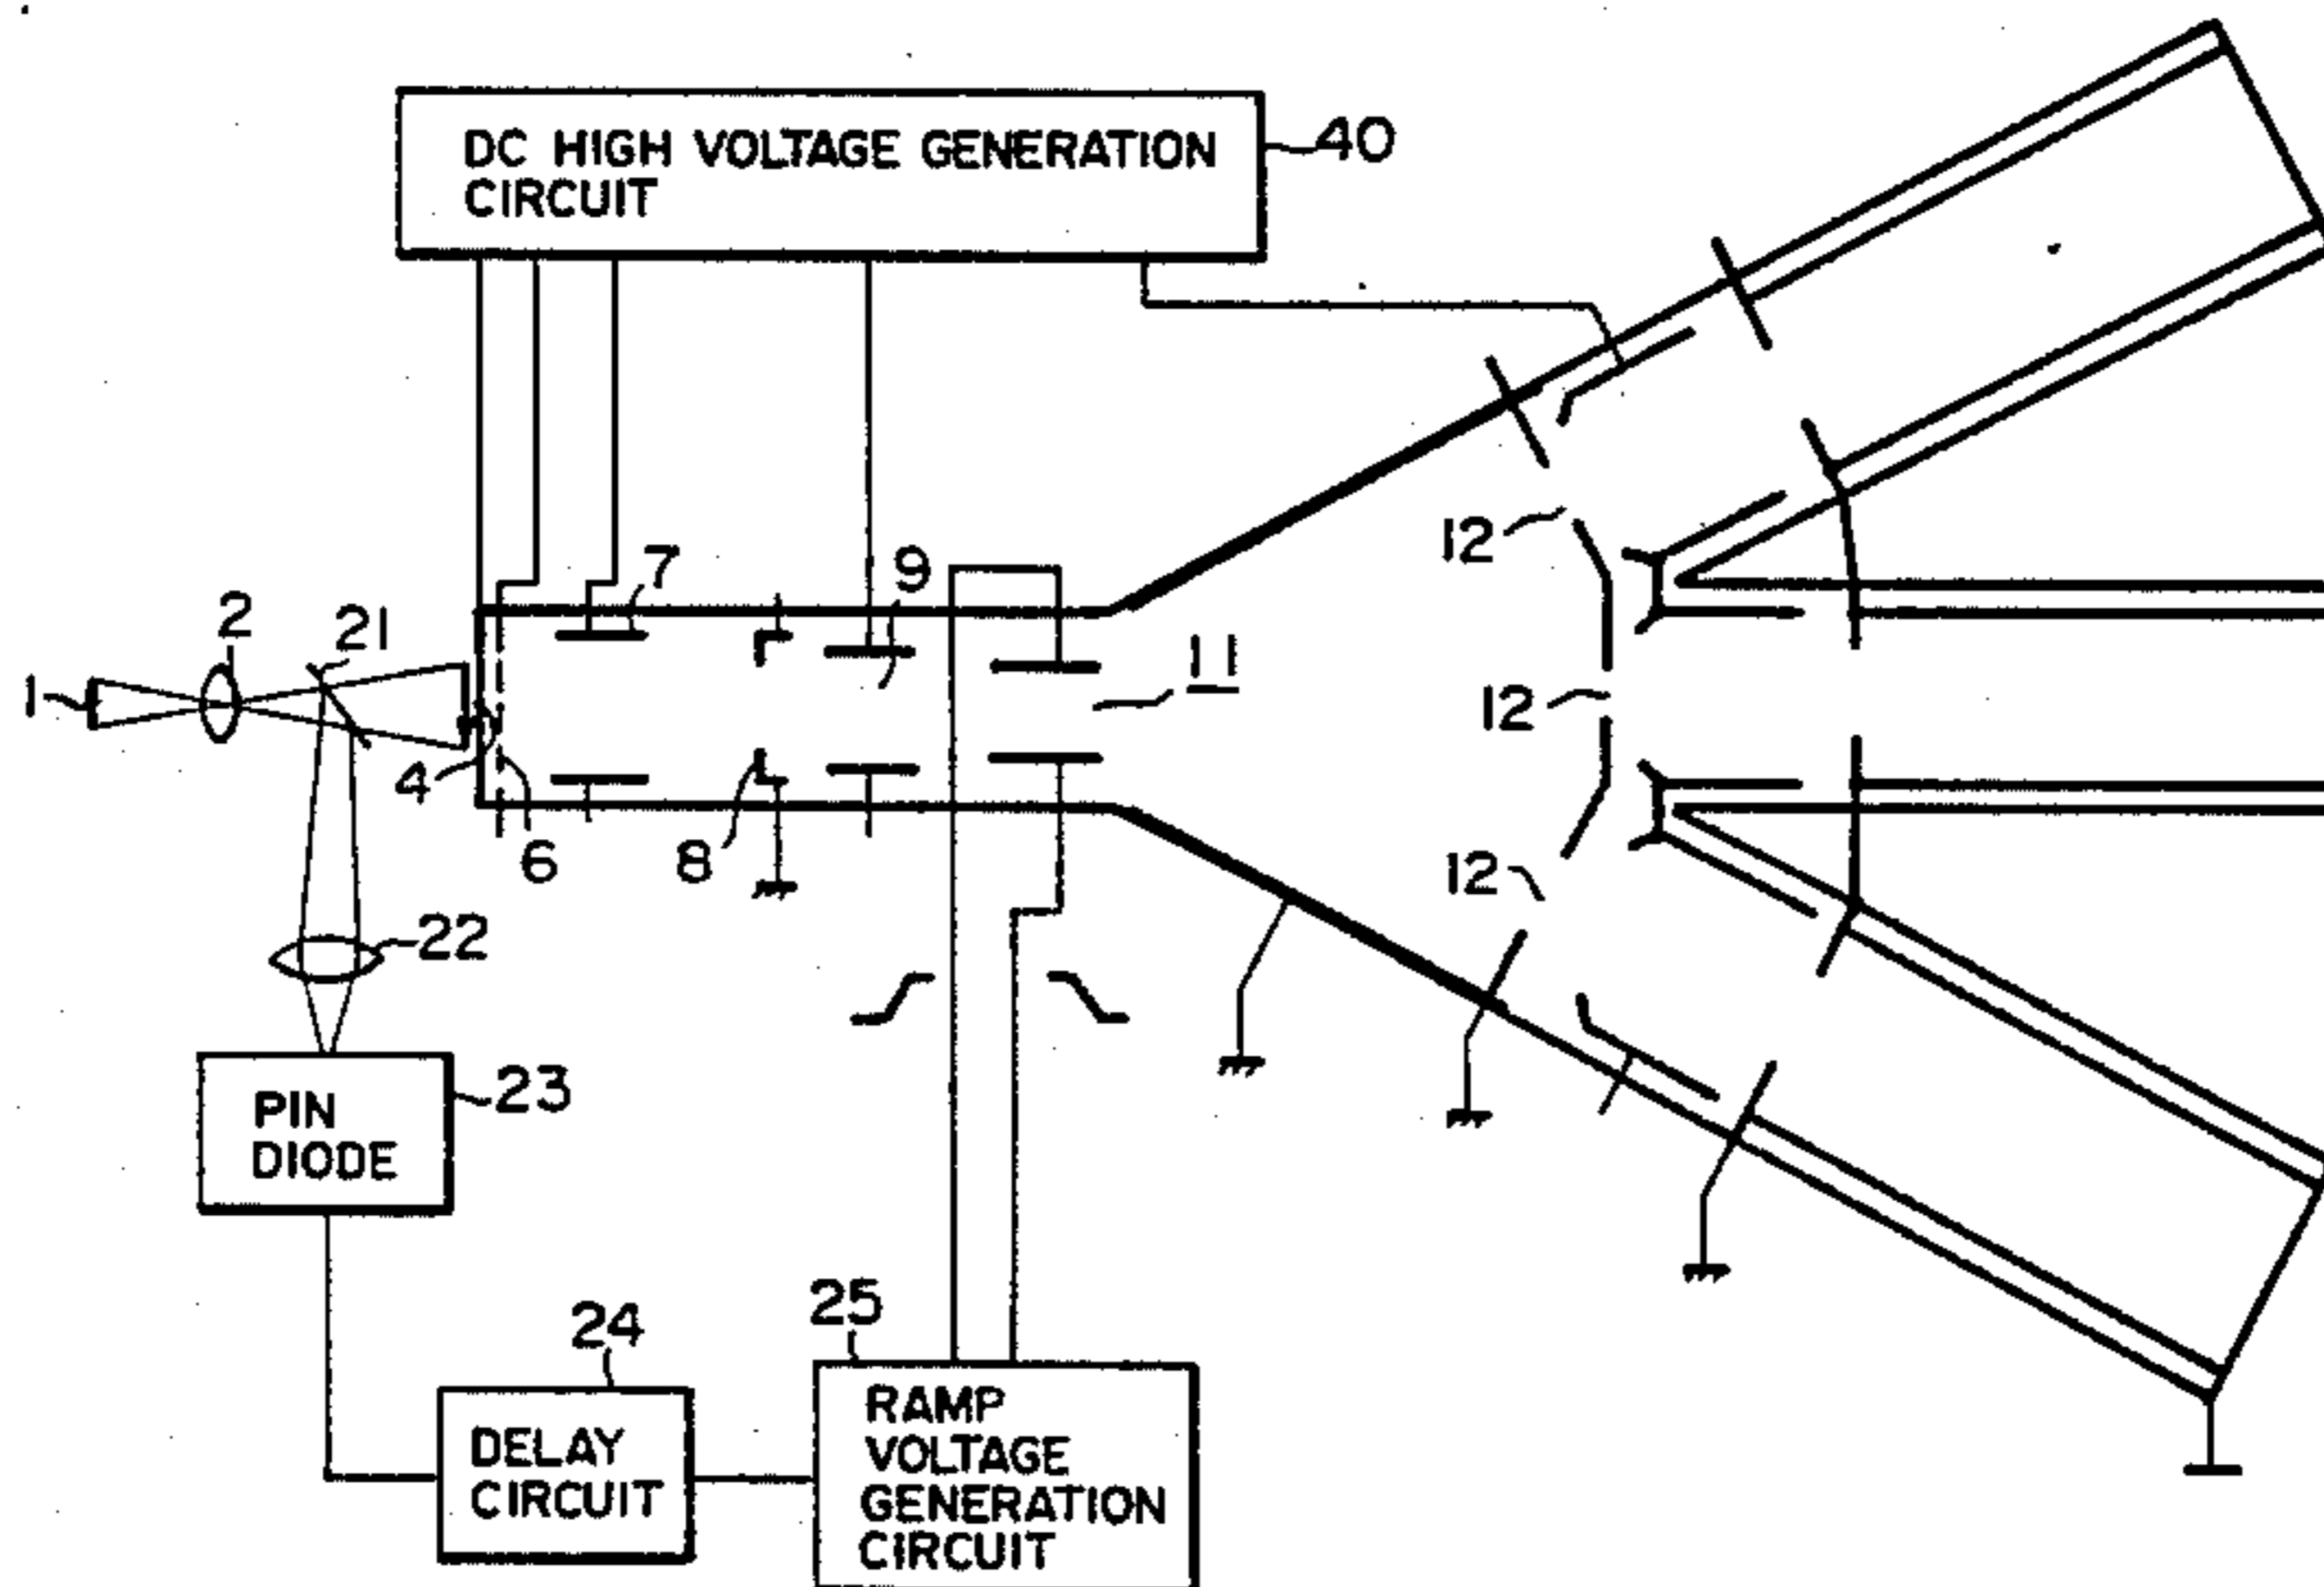 DC HIGH VOLTAGE GENERATION
CIRCUIT
40
12
7
9
2
21
11
1
12
4
6
8
12
22
23
PIN
DIODE
25
24
RAMP
VOLTAGE
GENERATION
CIRCUIT
DELAY
CIRCUIT